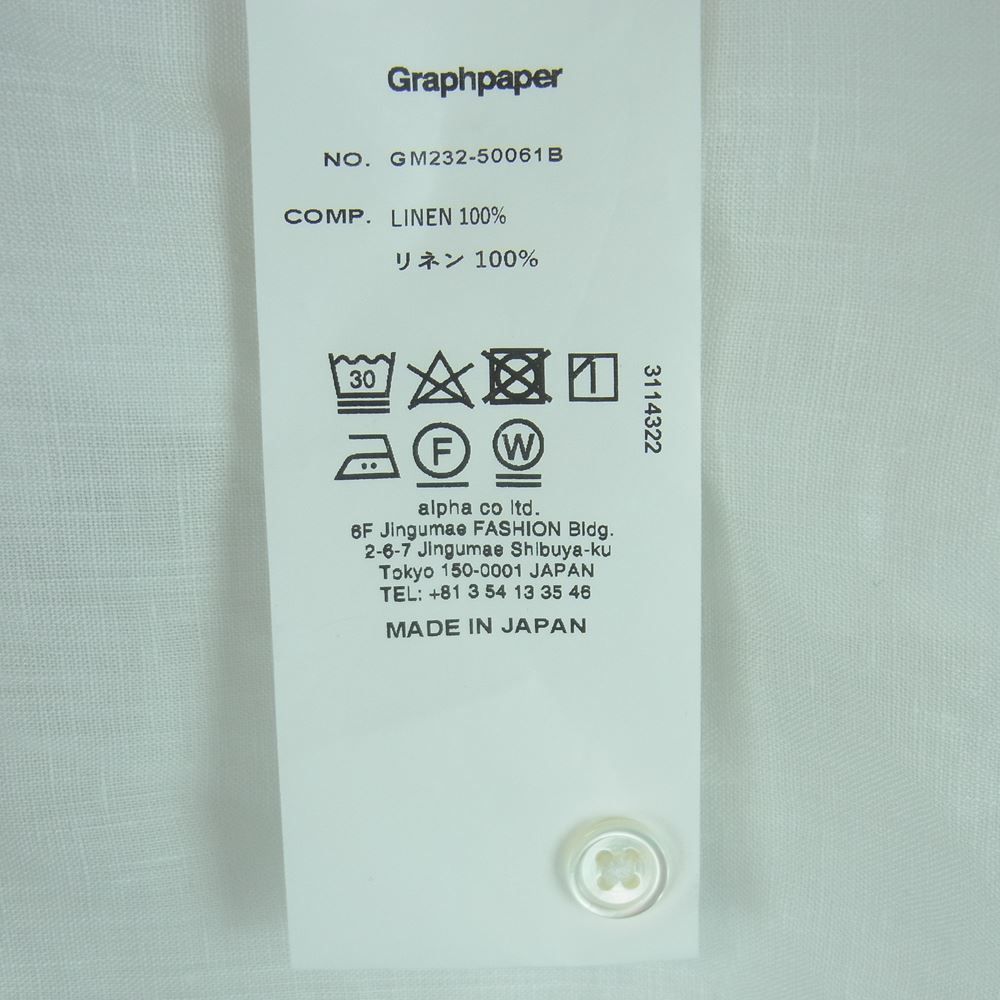 Graphpaper
NO. GM232-50061B
COMP. LINEN 100%
リネン 100%
30
F W
3114322
alpha co ltd.
6F Jingumae FASHION Bldg.
2-6-7 Jingumae Shibuya-ku
Tokyo 150-0001 JAPAN
TEL: +81 3 54 13 35 46
MADE IN JAPAN